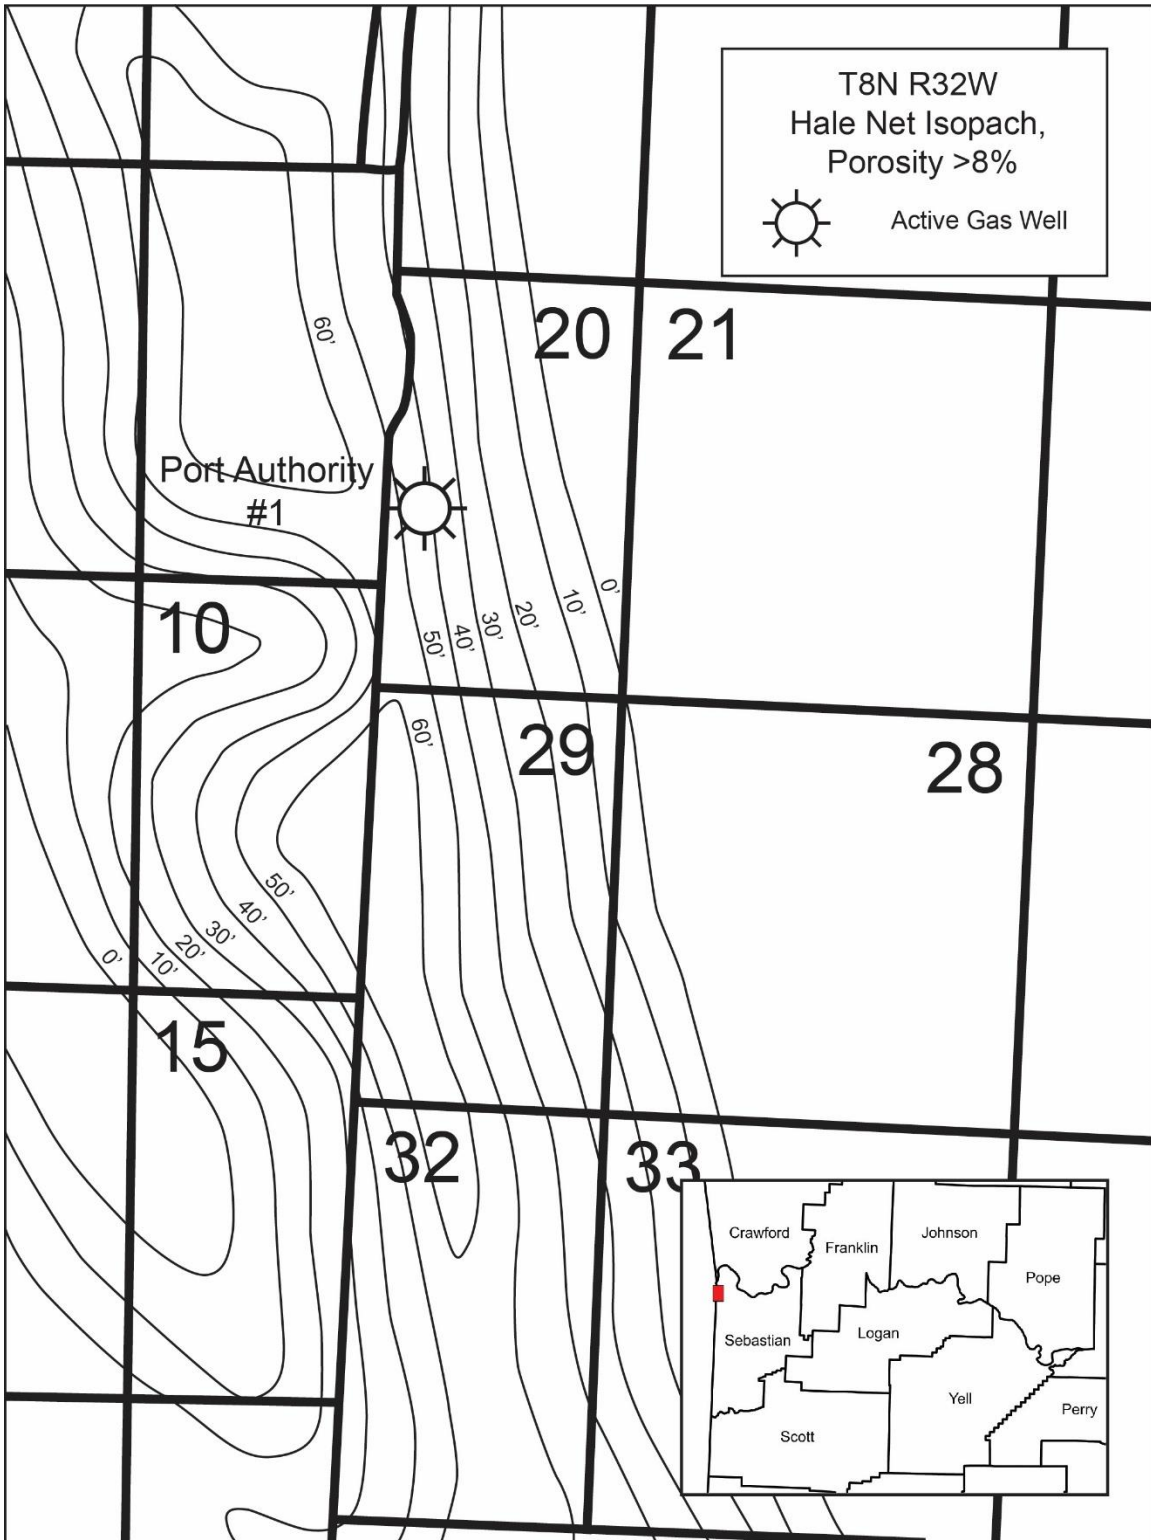 T8N R32W
Hale Net Isopach,
Porosity >8%
Active Gas Well
20
21
60'
Port Authority
#1
0'
10'
20'
30'
40'
50'
10
60'
29
28
50'
40'
30'
20'
10'
0'
15
32
33
Crawford
Franklin
Johnson
Pope
Sebastian
Logan
Yell
Perry
Scott